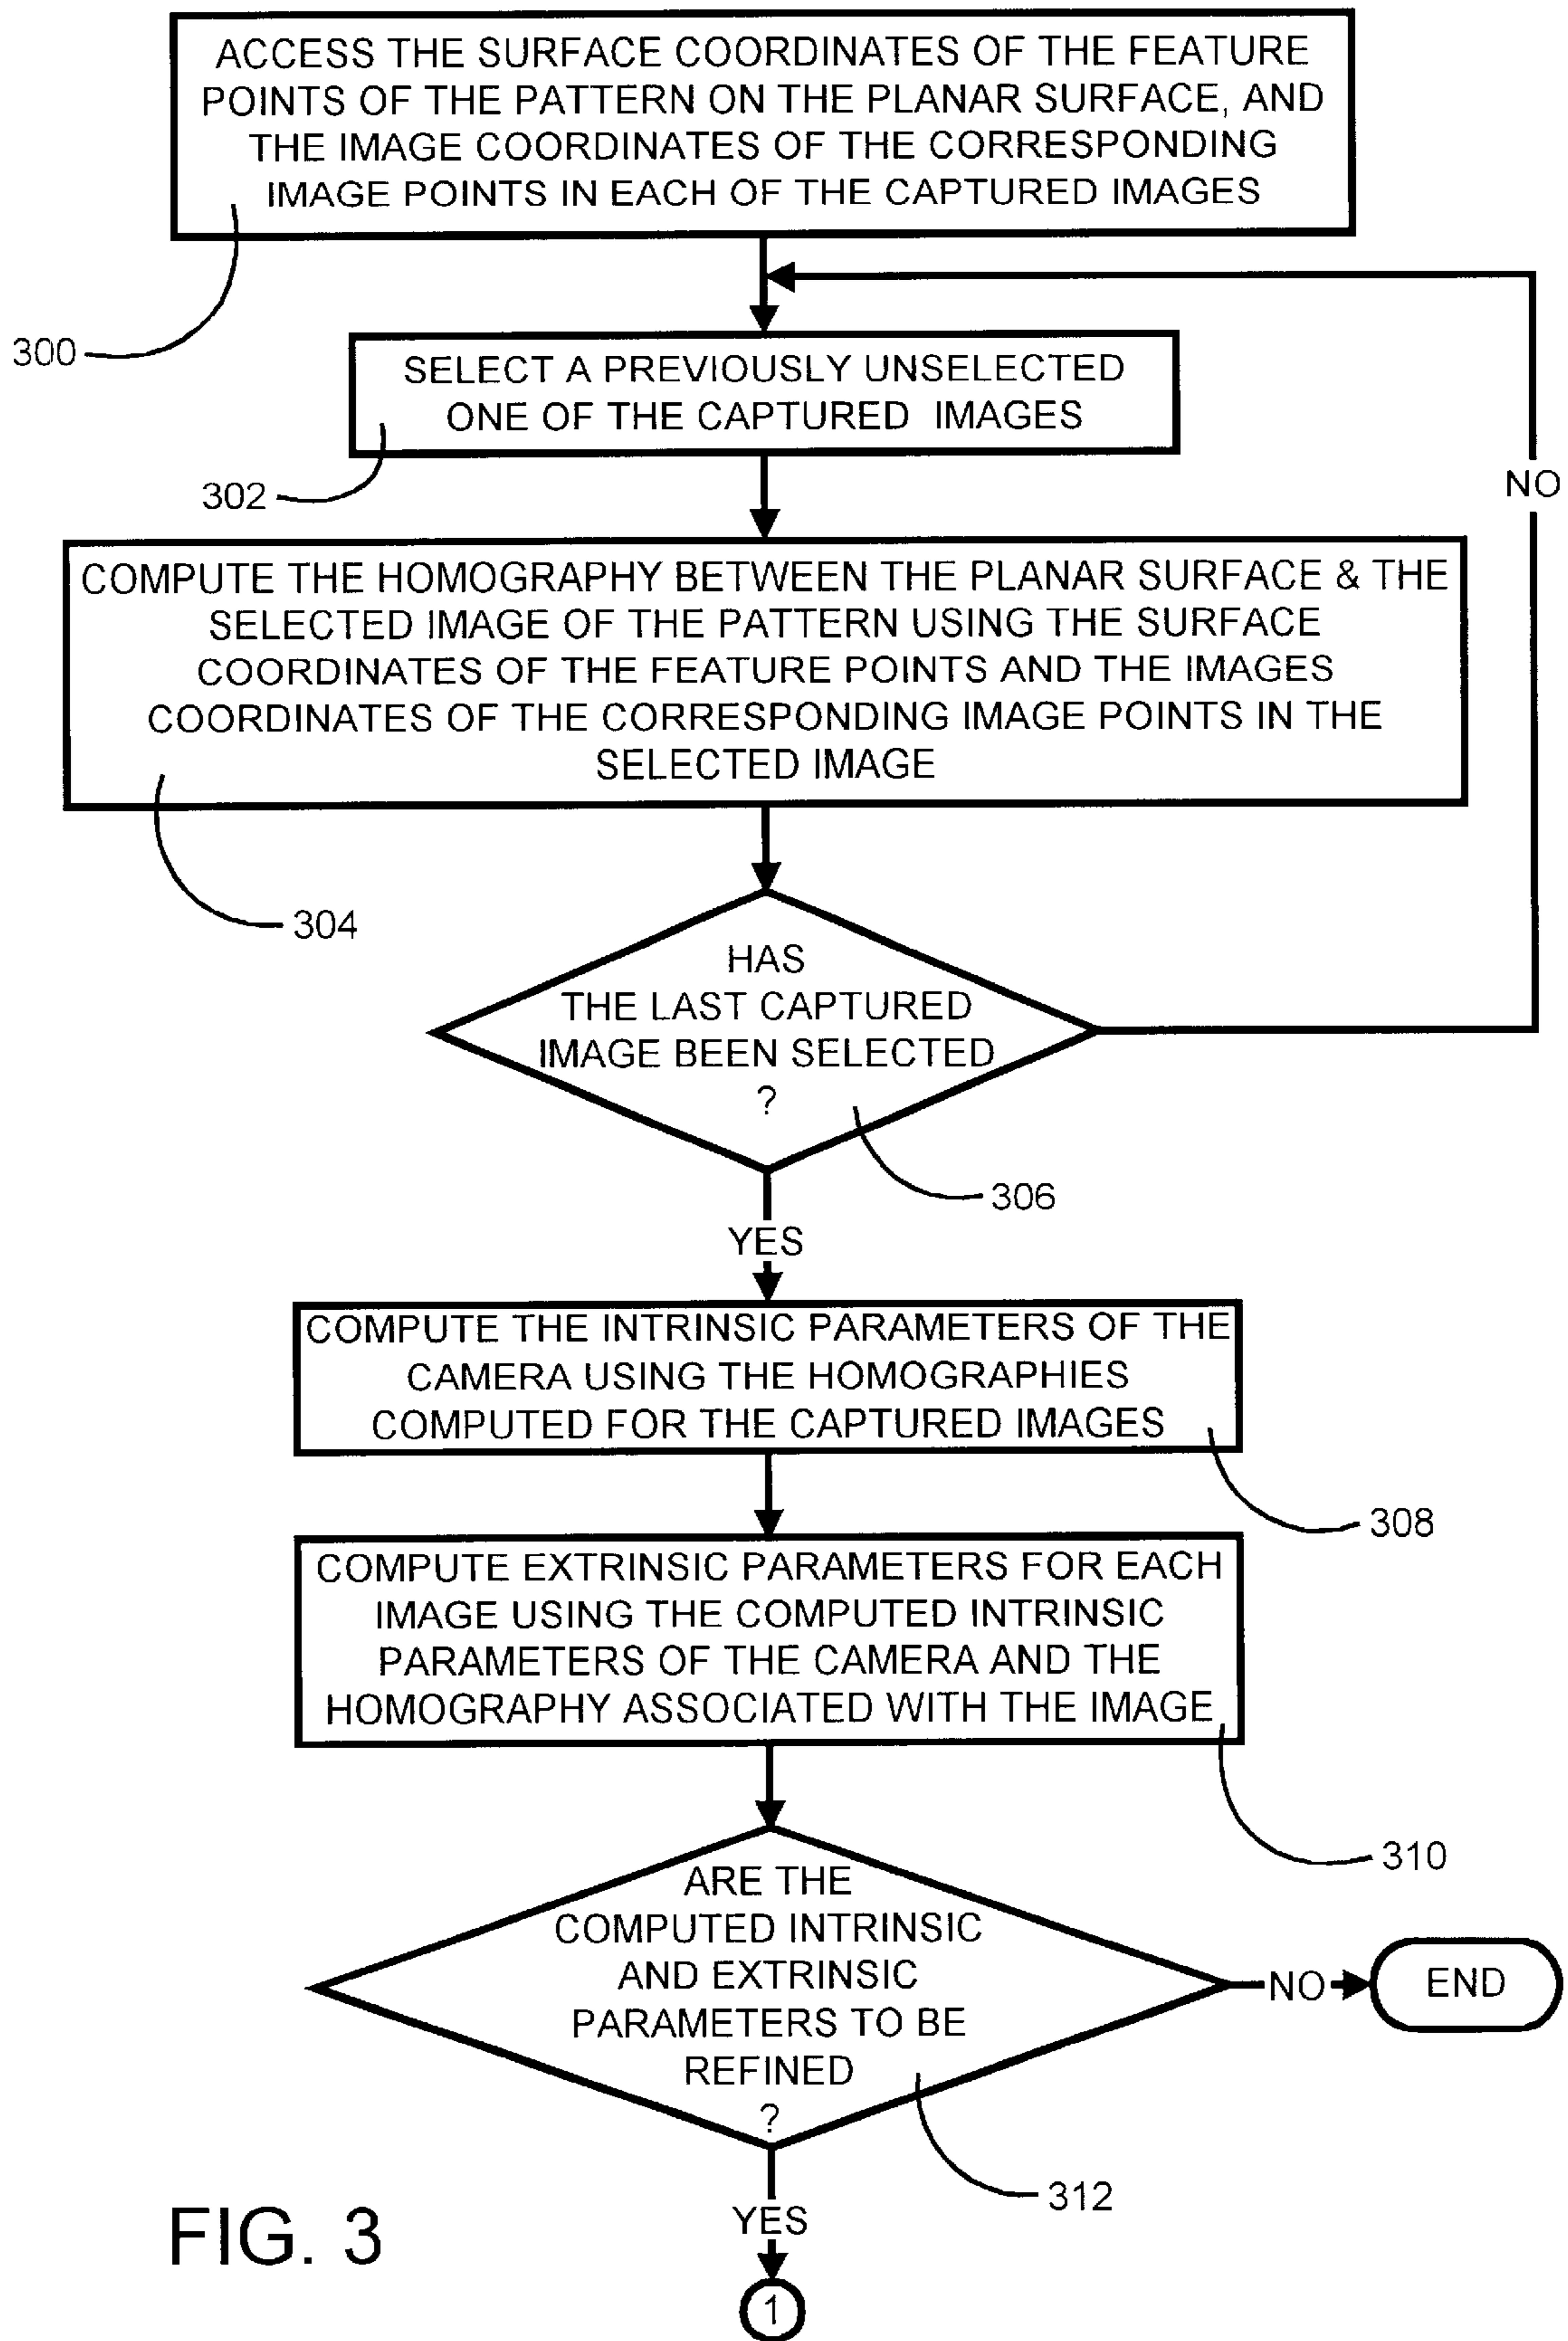 ACCESS THE SURFACE COORDINATES OF THE FEATURE
POINTS OF THE PATTERN ON THE PLANAR SURFACE, AND
THE IMAGE COORDINATES OF THE CORRESPONDING
IMAGE POINTS IN EACH OF THE CAPTURED IMAGES
300
SELECT A PREVIOUSLY UNSELECTED
ONE OF THE CAPTURED IMAGES
302
NO
COMPUTE THE HOMOGRAPHY BETWEEN THE PLANAR SURFACE & THE
SELECTED IMAGE OF THE PATTERN USING THE SURFACE
COORDINATES OF THE FEATURE POINTS AND THE IMAGES
COORDINATES OF THE CORRESPONDING IMAGE POINTS IN THE
SELECTED IMAGE
304
HAS
THE LAST CAPTURED
IMAGE BEEN SELECTED
?
306
YES
COMPUTE THE INTRINSIC PARAMETERS OF THE
CAMERA USING THE HOMOGRAPHIES
COMPUTED FOR THE CAPTURED IMAGES
308
COMPUTE EXTRINSIC PARAMETERS FOR EACH
IMAGE USING THE COMPUTED INTRINSIC
PARAMETERS OF THE CAMERA AND THE
HOMOGRAPHY ASSOCIATED WITH THE IMAGE
310
ARE THE
COMPUTED INTRINSIC
AND EXTRINSIC
PARAMETERS TO BE
REFINED
?
NO
END
312
YES
1
FIG. 3